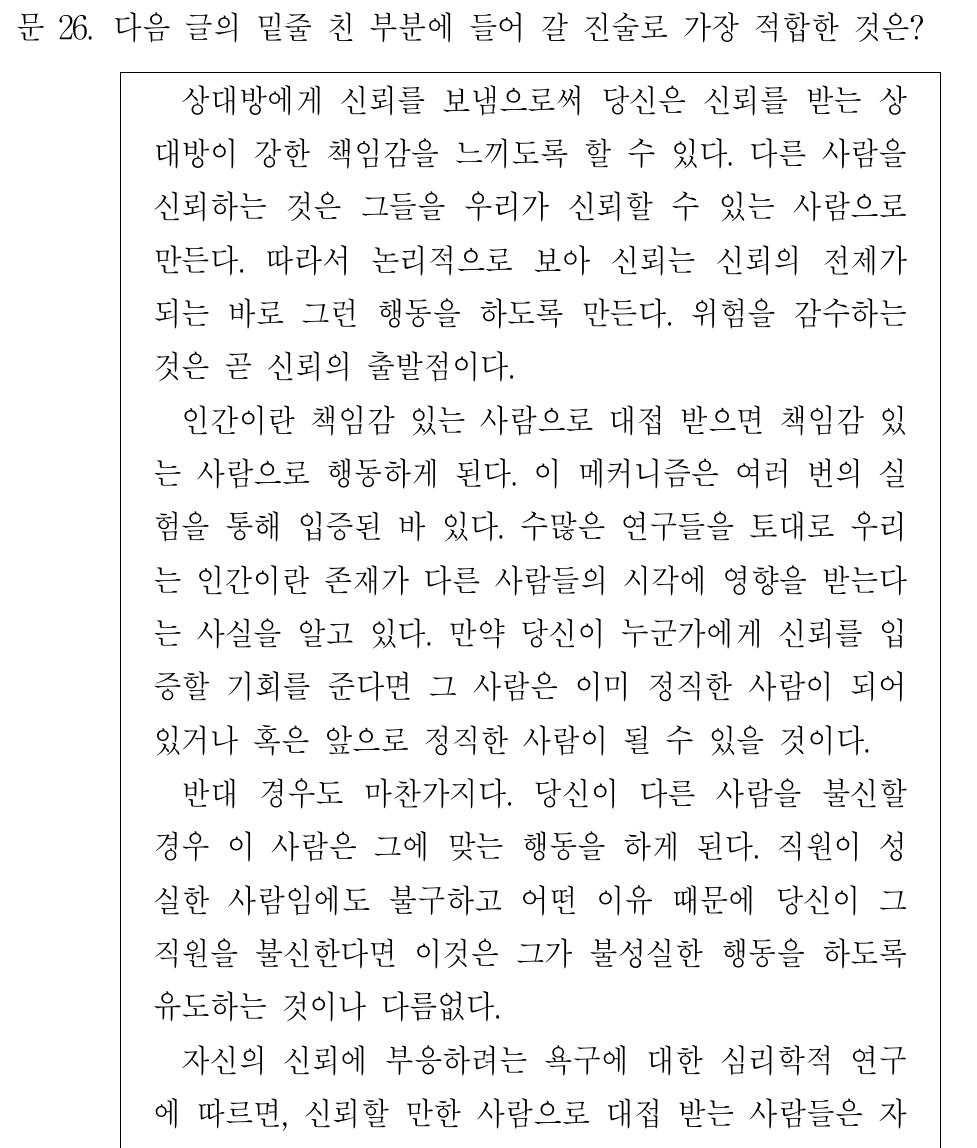 문 26. 다음 글의 밑줄 친 부분에 들어 갈 진술로 가장 적합한 것은?
상대방에게 신뢰를 보냄으로써 당신은 신뢰를 받는 상
대방이 강한 책임감을 느끼도록 할 수 있다. 다른 사람을
신뢰하는 것은 그들을 우리가 신뢰할 수 있는 사람으로
만든다. 따라서 논리적으로 보아 신뢰는 신뢰의 전제가
되는 바로 그런 행동을 하도록 만든다. 위험을 감수하는
것은 곧 신뢰의 출발점이다.
인간이란 책임감 있는 사람으로 대접 받으면 책임감 있
는 사람으로 행동하게 된다. 이 메커니즘은 여러 번의 실
험을 통해 입증된 바 있다. 수많은 연구들을 토대로 우리
는 인간이란 존재가 다른 사람들의 시각에 영향을 받는다
는 사실을 알고 있다. 만약 당신이 누군가에게 신뢰를 입
증할 기회를 준다면 그 사람은 이미 정직한 사람이 되어
있거나 혹은 앞으로 정직한 사람이 될 수 있을 것이다.
반대 경우도 마찬가지다. 당신이 다른 사람을 불신할
경우 이 사람은 그에 맞는 행동을 하게 된다. 직원이 성
실한 사람임에도 불구하고 어떤 이유 때문에 당신이 그
직원을 불신한다면 이것은 그가 불성실한 행동을 하도록
유도하는 것이나 다름없다.
자신의 신뢰에 부응하려는 욕구에 대한 심리학적 연구
에 따르면, 신뢰할 만한 사람으로 대접 받는 사람들은 자